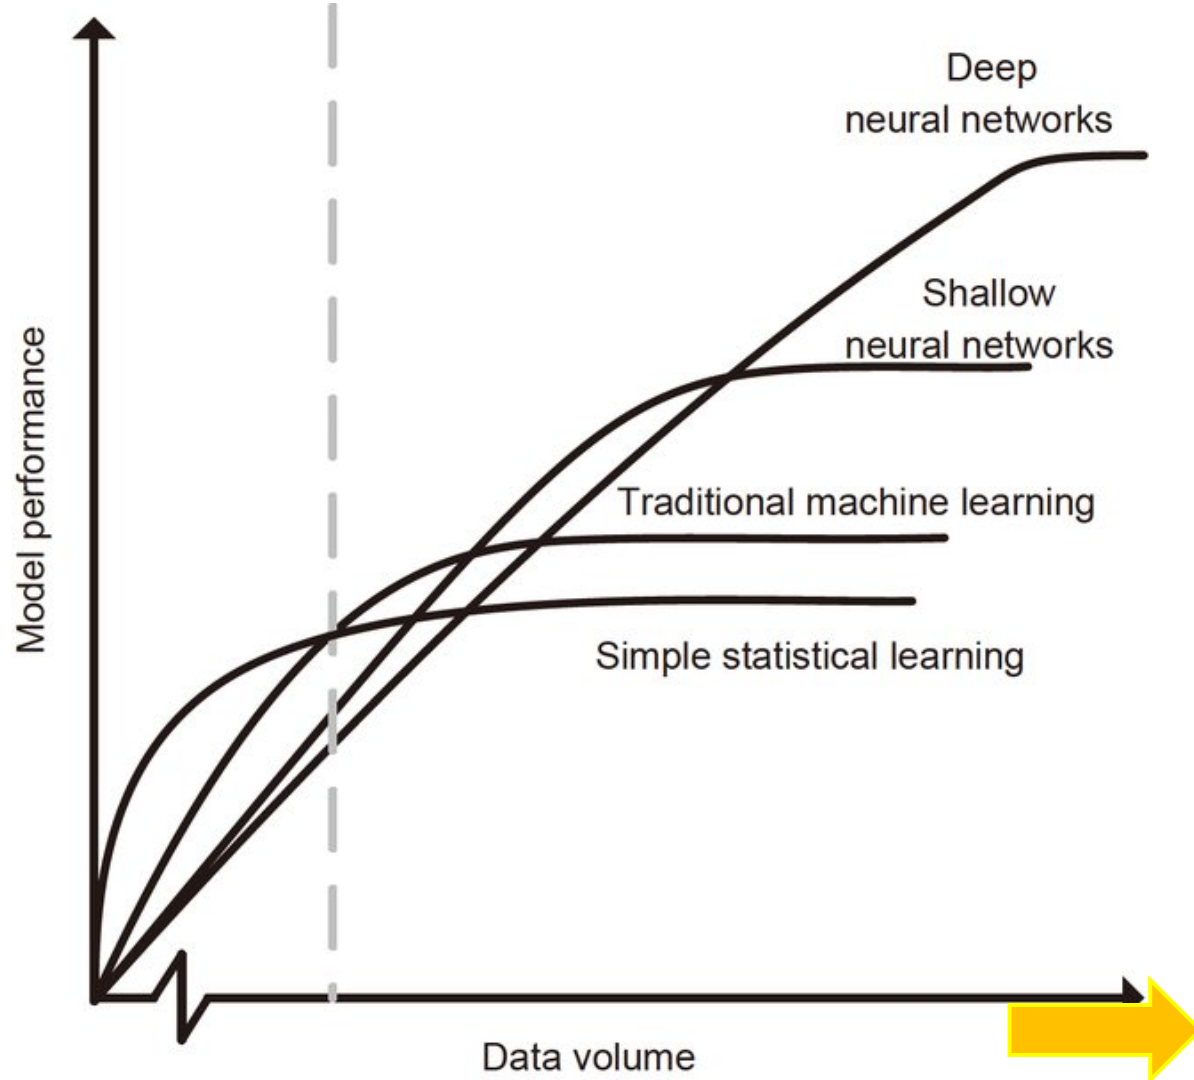 Deep
neural networks
Shallow
neural networks
Traditional machine learning
Simple statistical learning
Model performance
Data volume